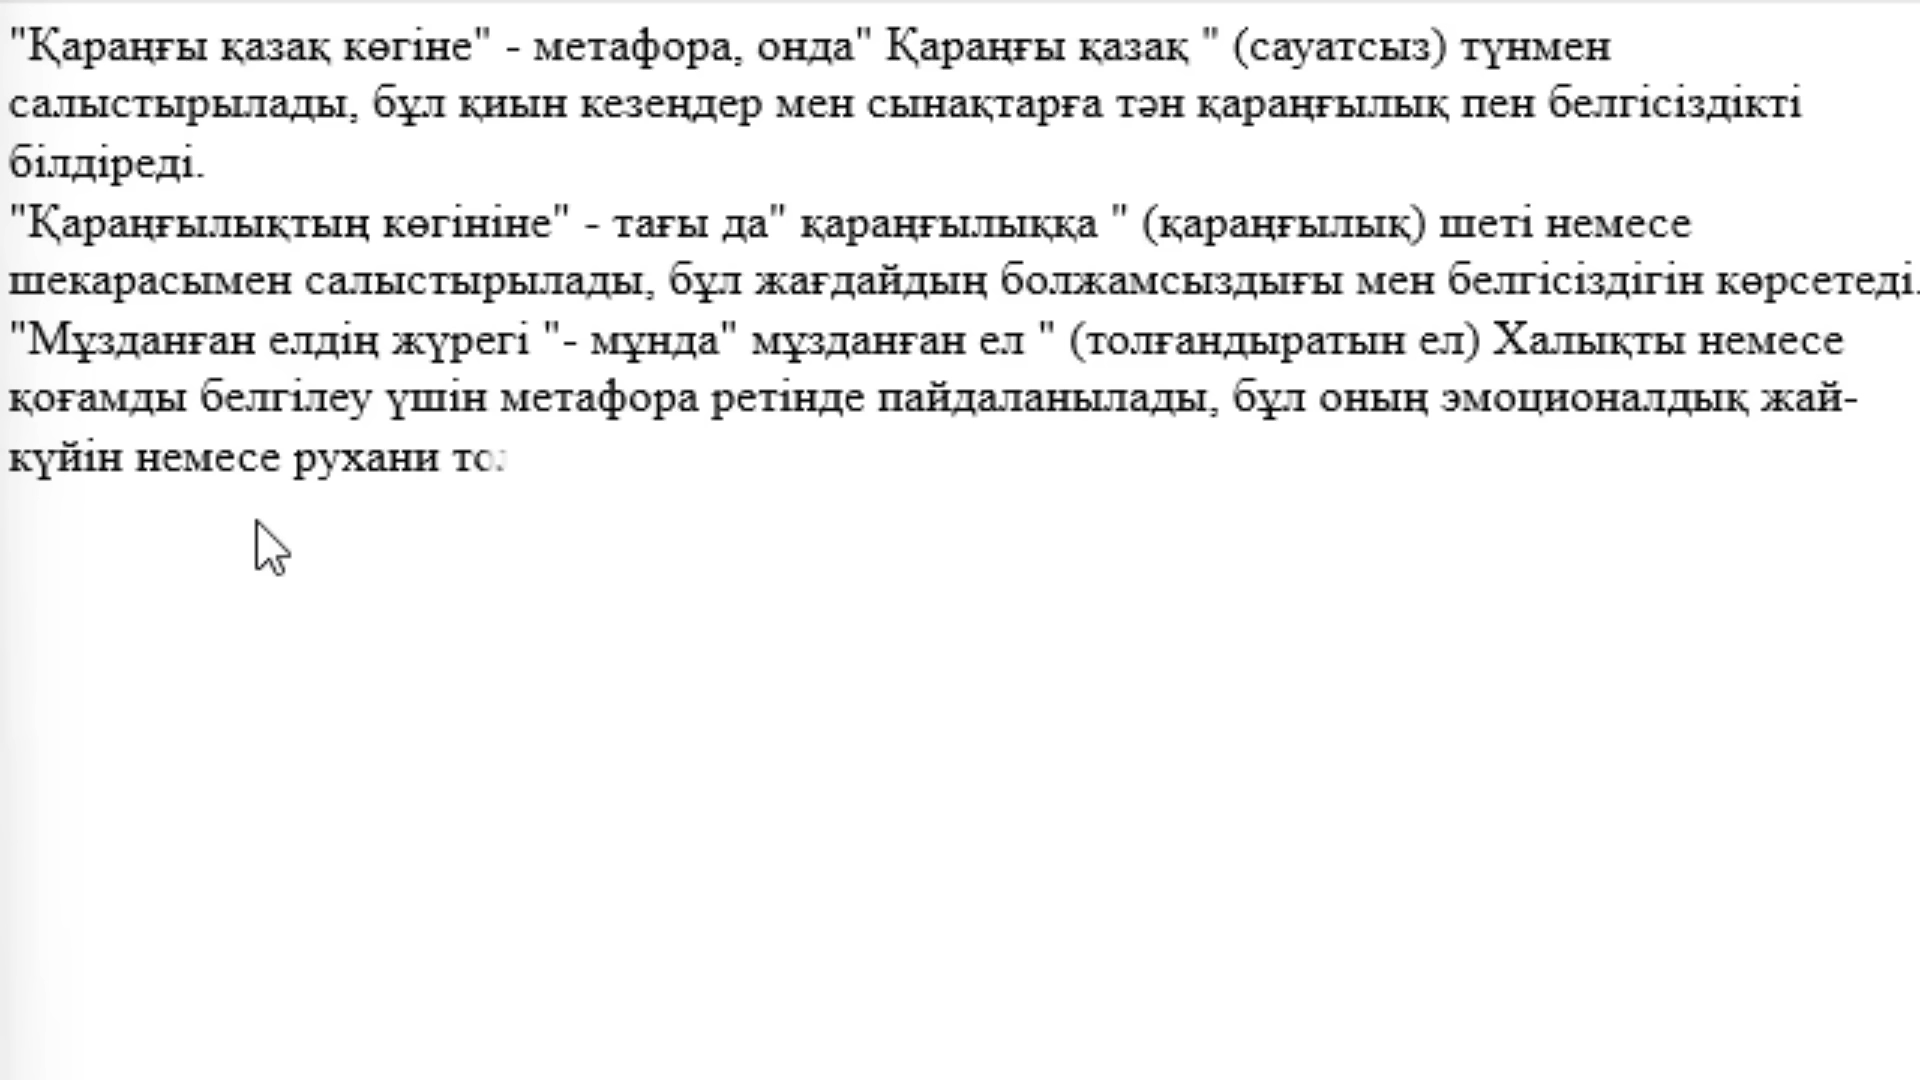 "Қараңғы қазақ көгіне" - метафора, онда" Қараңғы қазақ " (сауатсыз) түнмен
салыстырылады, бұл қиын кезеңдер мен сынақтарға тән қараңғылық пен белгісіздікті
білдіреді.
"Қараңғылықтың көгініне" - тағы да" қараңғылыққа " (қараңғылық) шеті немесе
шекарасымен салыстырылады, бұл жағдайдың болжамсыздығы мен белгісіздігін көрсетеді.
"Мұзданған елдің жүрегі "- мұнда" мұзданған ел " (толғандыратын ел) Халықты немесе
қоғамды белгілеу үшін метафора ретінде пайдаланылады, бұл оның эмоционалдық жай-
күйін немесе рухани